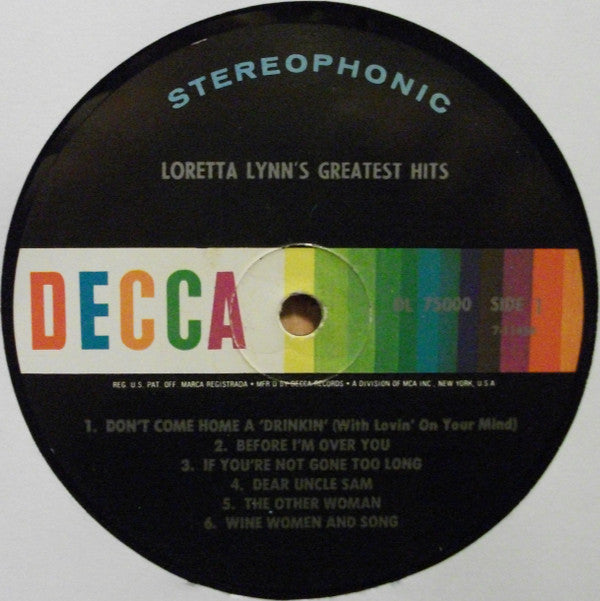 STEREOPHONIC
LORETTA LYNN'S GREATEST HITS
DECCA
DL 75000 SIDE 1
REG. U.S. PAT. OFF. MARCA REGISTRADA • MFR'D BY DECCA RECORDS • A DIVISION OF MCA INC., NEW YORK, U.S.A
1. DON'T COME HOME A 'DRINKIN' (With Lovin' On Your Mind)
2. BEFORE I'M OVER YOU
3. IF YOU'RE NOT GONE TOO LONG
4. DEAR UNCLE SAM
5. THE OTHER WOMAN
6. WINE WOMEN AND SONG